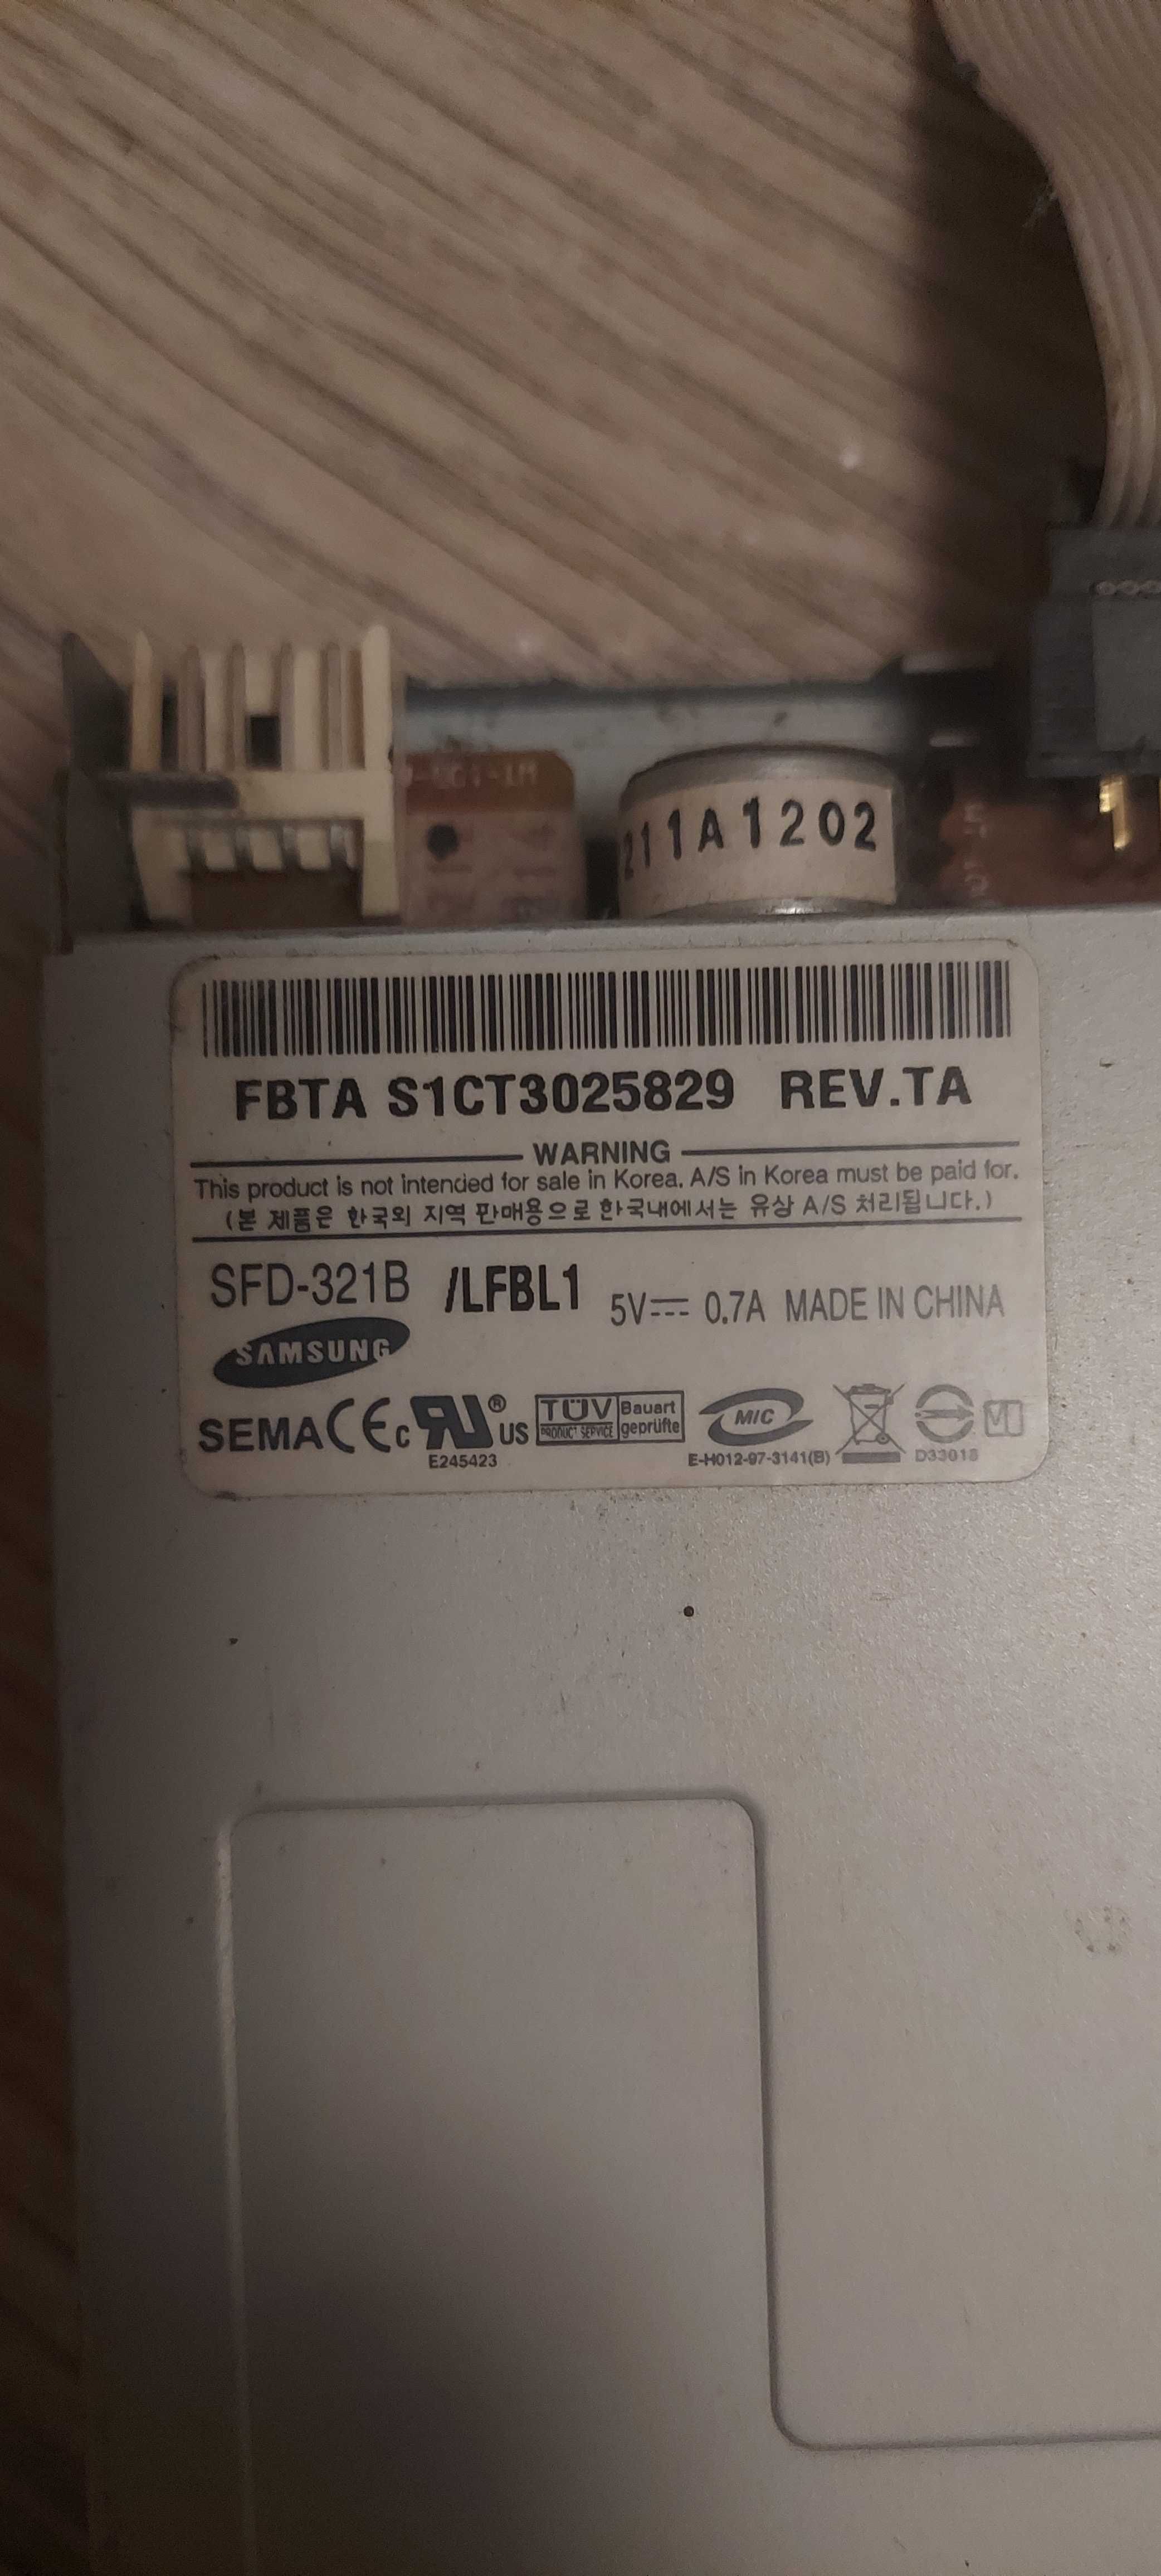 211A1202
FBTA S1CT3025829 REV.TA
WARNING
This product is not intended for sale in Korea. A/S in Korea must be paid for.
(본 제품은 한국외 지역 판매용으로 한국내에서는 유상 A/S 처리됩니다.)
SFD-321B /LFBL1 5V⎓ 0.7A MADE IN CHINA
SAMSUNG
SEMA CE c RU ® US TÜV PRODUCT SERVICE Bauart geprüfte MIC
E245423 E-H012-97-3141(B) D33018